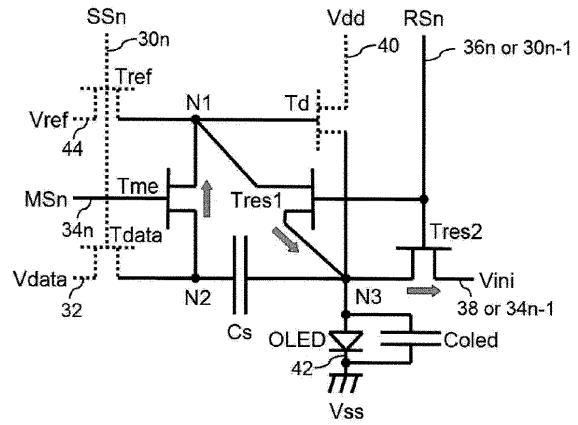 SSn
Vdd
RSn
30n
40
36n or 30n-1
Tref
N1
Td
Vref
44
Tme
Tres1
MSn
34n
Tres2
Tdata
Vdata
Vini
32
N2
N3
38 or 34n-1
Cs
OLED
Coled
42
Vss